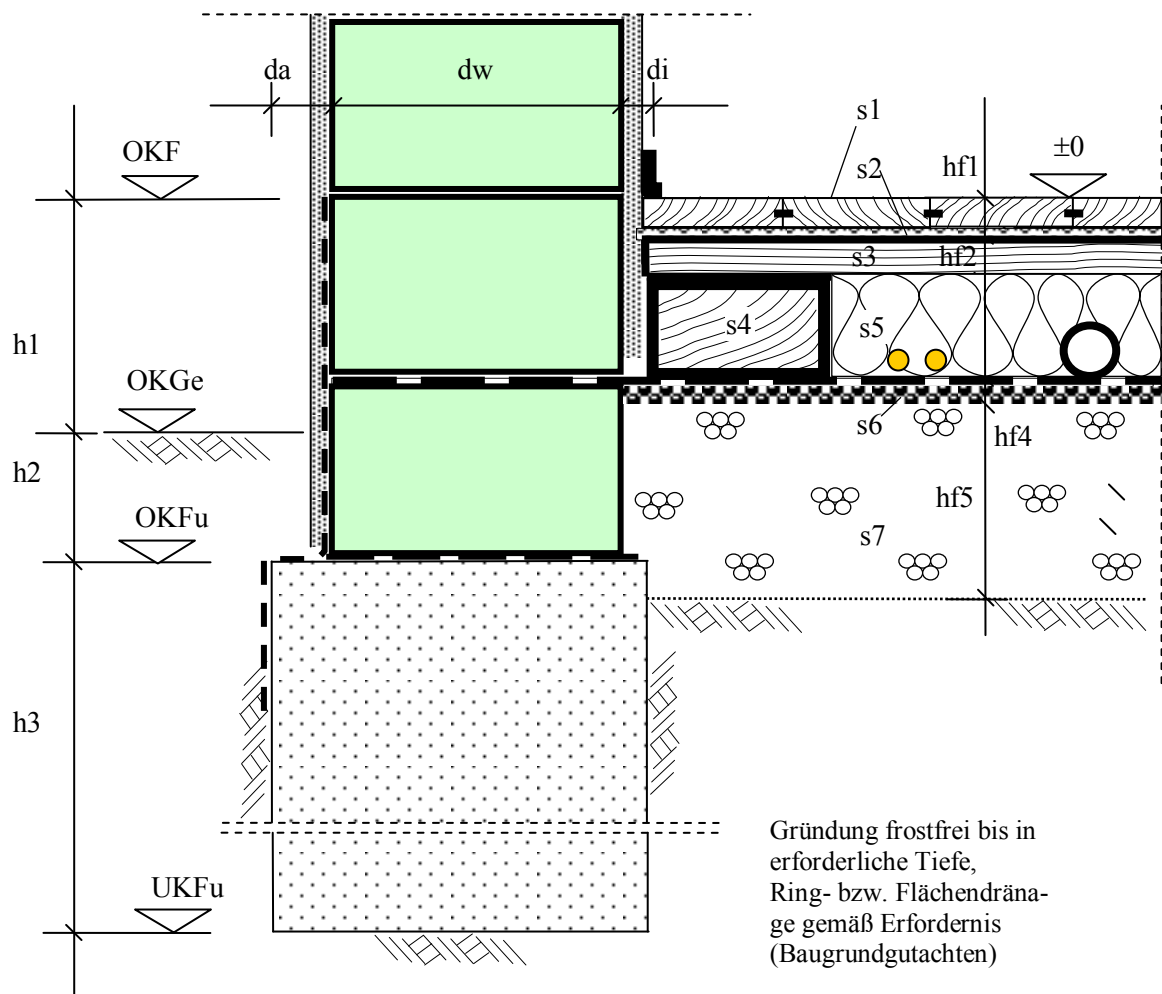 da
dw
di
s1
OKF
s2
hf1
±0
s3
hf2
h1
s4
s5
OKGe
s6
hf4
h2
hf5
OKFu
s7
h3
Gründung frostfrei bis in
erforderliche Tiefe,
Ring- bzw. Flächendräna-
ge gemäß Erfordernis
(Baugrundgutachten)
UKFu